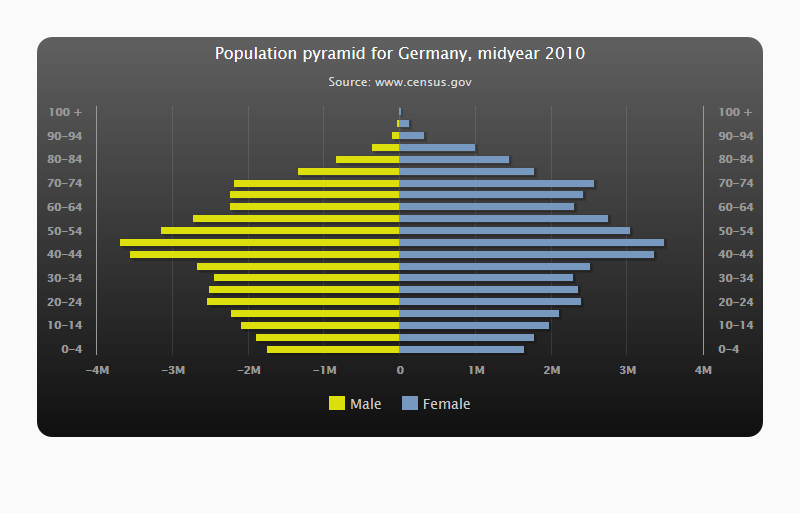 Population pyramid for Germany, midyear 2010
Source: www.census.gov
100 + 100 +
90–94 90–94
80–84 80–84
70–74 70–74
60–64 60–64
50–54 50–54
40–44 40–44
30–34 30–34
20–24 20–24
10–14 10–14
0–4 0–4
−4M −3M −2M −1M 0 1M 2M 3M 4M
Male Female